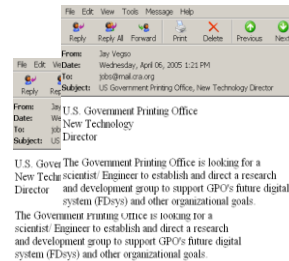 File Edit View Tools Message Help
Reply Reply All Forward Print Delete Previous Next
From: Jay Vegso
Date: Wednesday, April 06, 2005 1:21 PM
To: jobs@mail.cra.org
Subject: US Government Printing Office, New Technology Director
U.S. Government Printing Office
New Technology
Director
The Government Printing Office is looking for a
scientist/ Engineer to establish and direct a research
and development group to support GPO's future digital
system (FDsys) and other organizational goals.
File Edit
Reply
From:
Date:
To:
Subject:
U.S.
New
Director
The Government Printing Office is looking for a
scientist/ Engineer to establish and direct a research
and development group to support GPO's future digital
system (FDsys) and other organizational goals.